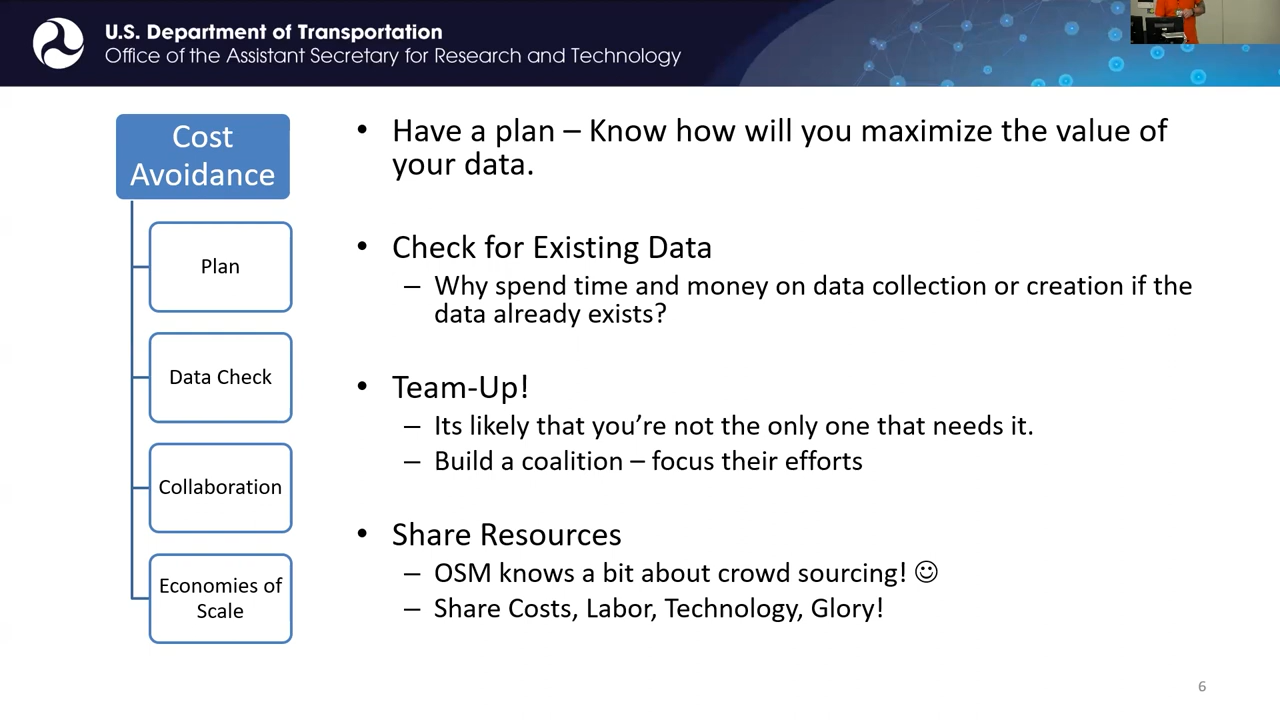 U.S. Department of Transportation
Office of the Assistant Secretary for Research and Technology
Cost
Avoidance
Plan
Data Check
Collaboration
Economies of
Scale
• Have a plan – Know how will you maximize the value of
your data.
• Check for Existing Data
– Why spend time and money on data collection or creation if the
data already exists?
• Team-Up!
– Its likely that you're not the only one that needs it.
– Build a coalition – focus their efforts
• Share Resources
– OSM knows a bit about crowd sourcing! ☺
– Share Costs, Labor, Technology, Glory!
6